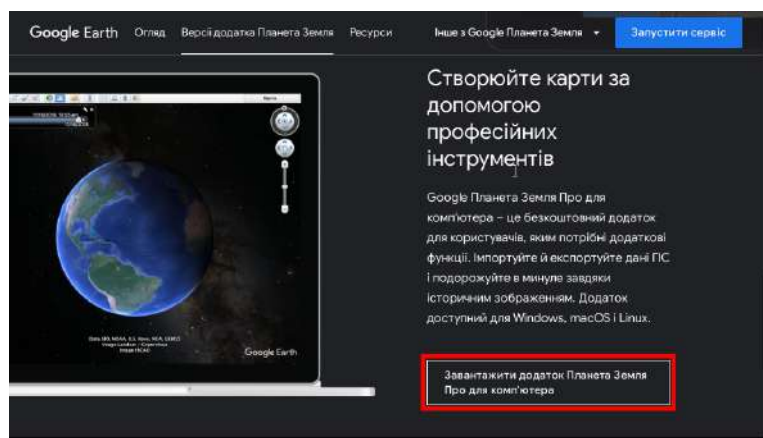 Google Earth Огляд Версії додатка Планета Земля Ресурси Інше з Google Планета Земля Запустити сервіс
Створюйте карти за
допомогою
професійних
інструментів
Google Планета Земля Про для
комп'ютера – це безкоштовний додаток
для користувачів, яким потрібні додаткові
функції. Імпортуйте й експортуйте дані ГІС
і подорожуйте в минуле завдяки
історичним зображенням. Додаток
доступний для Windows, macOS і Linux.
Google Earth
Завантажити додаток Планета Земля
Про для комп'ютера